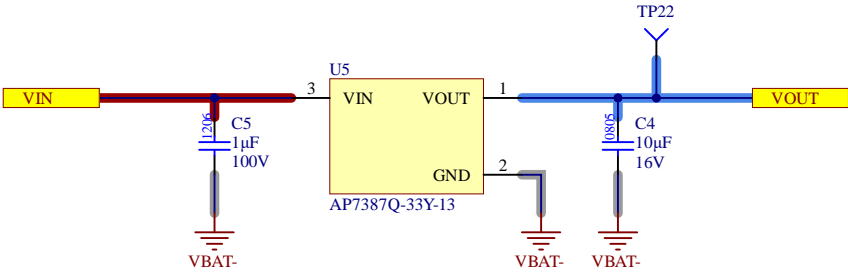 TP22
U5
VIN
3
VIN
VOUT
1
VOUT
1206
C5
1µF
100V
0805
C4
10µF
16V
GND
2
AP7387Q-33Y-13
VBAT-
VBAT-
VBAT-